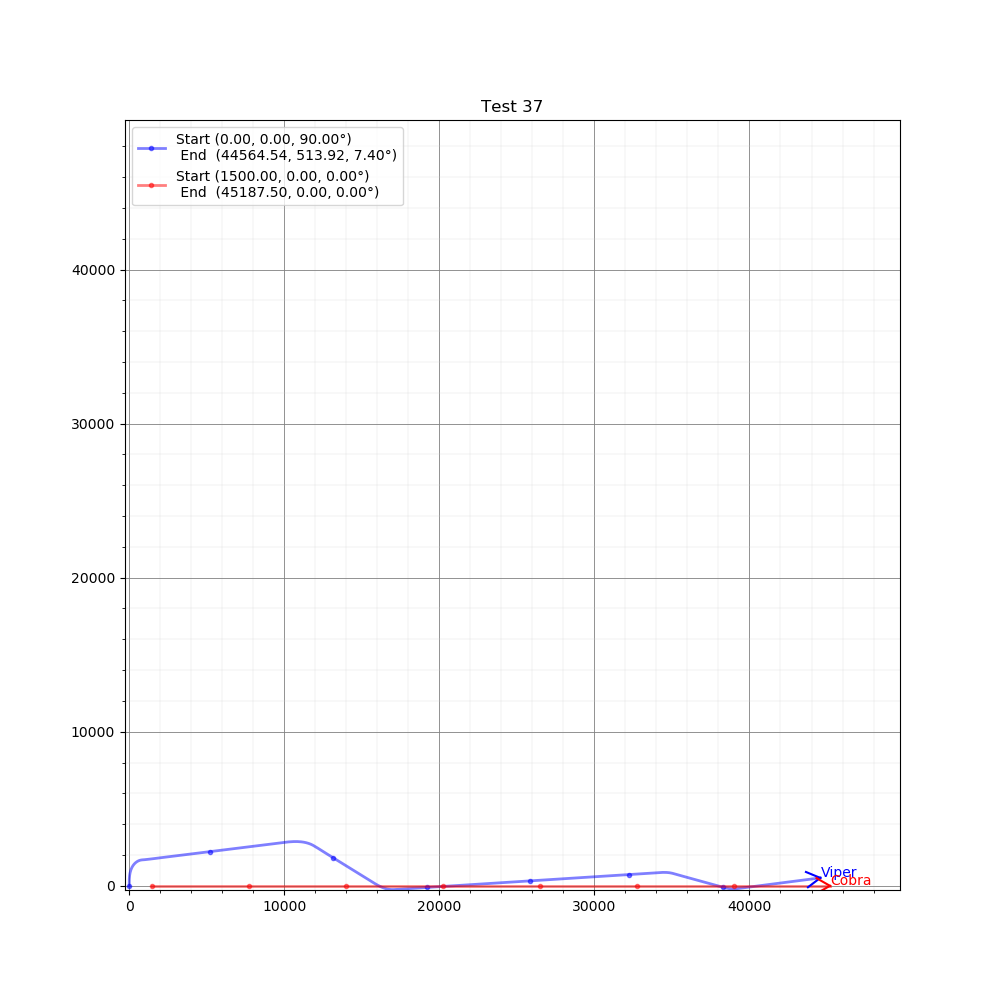 Test 37
Start (0.00, 0.00, 90.00°)
End (44564.54, 513.92, 7.40°)
Start (1500.00, 0.00, 0.00°)
End (45187.50, 0.00, 0.00°)
40000
30000
20000
10000
0
Viper
Cobra
0 10000 20000 30000 40000